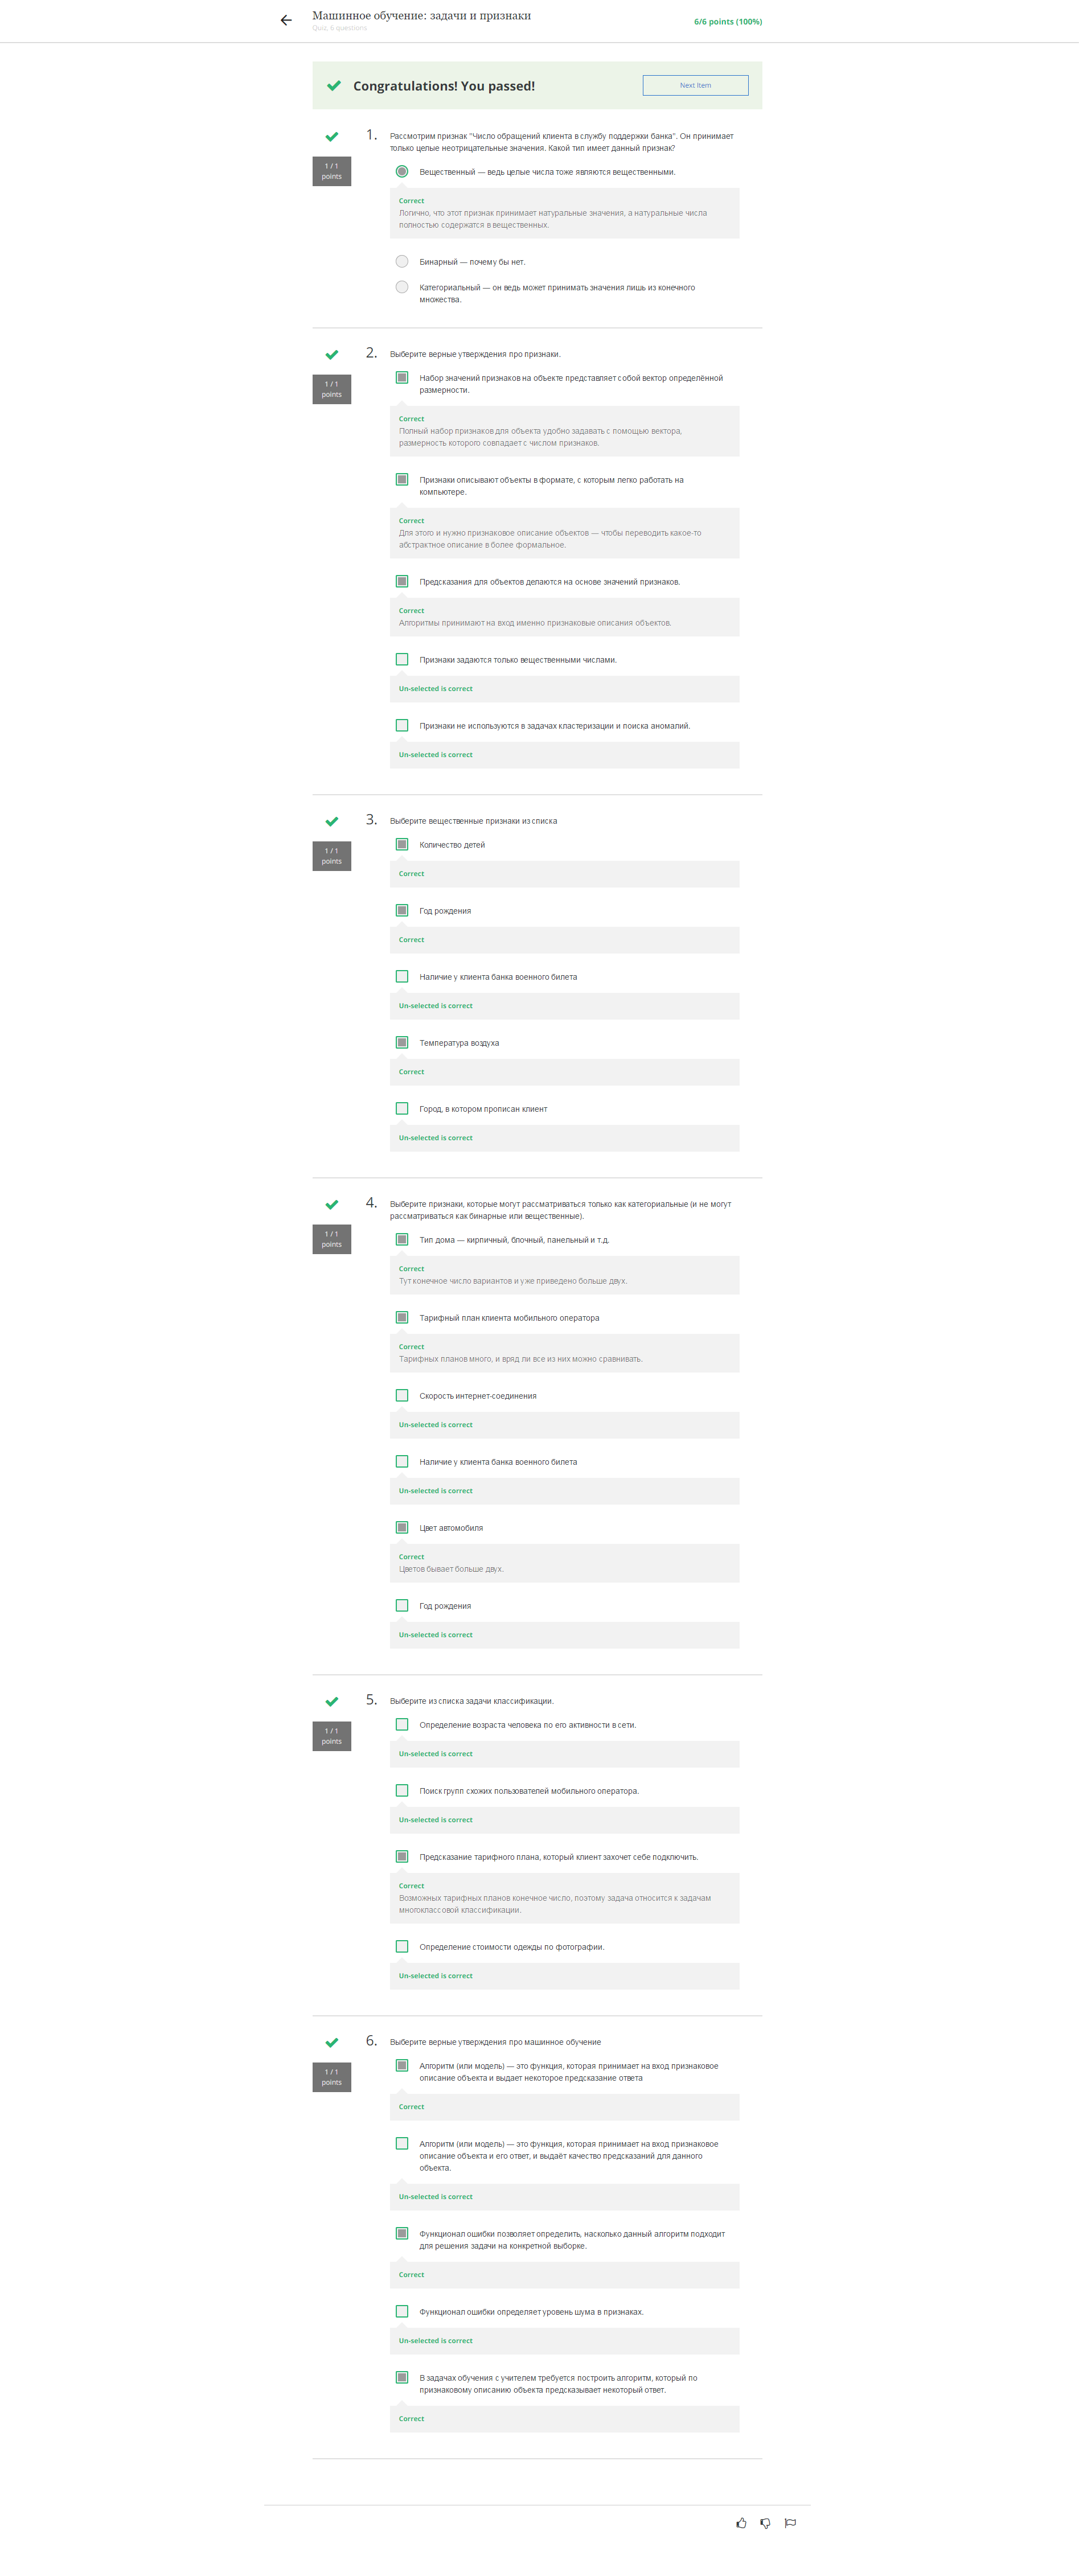 Машинное обучение: задачи и признаки
Quiz, 6 questions
6/6 points (100%)
Congratulations! You passed!
Next Item
1.
Рассмотрим признак "Число обращений клиента в службу поддержки банка". Он принимает
только целые неотрицательные значения. Какой тип имеет данный признак?
1 / 1
points
Вещественный — ведь целые числа тоже являются вещественными.
Correct
Логично, что этот признак принимает натуральные значения, а натуральные числа
полностью содержатся в вещественных.
Бинарный — почему бы нет.
Категориальный — он ведь может принимать значения лишь из конечного
множества.
2.
Выберите верные утверждения про признаки.
1 / 1
points
Набор значений признаков на объекте представляет собой вектор определённой
размерности.
Correct
Полный набор признаков для объекта удобно задавать с помощью вектора,
размерность которого совпадает с числом признаков.
Признаки описывают объекты в формате, с которым легко работать на
компьютере.
Correct
Для этого и нужно признаковое описание объектов — чтобы переводить какое-то
абстрактное описание в более формальное.
Предсказания для объектов делаются на основе значений признаков.
Correct
Алгоритмы принимают на вход именно признаковые описания объектов.
Признаки задаются только вещественными числами.
Un-selected is correct
Признаки не используются в задачах кластеризации и поиска аномалий.
Un-selected is correct
3.
Выберите вещественные признаки из списка
1 / 1
points
Количество детей
Correct
Год рождения
Correct
Наличие у клиента банка военного билета
Un-selected is correct
Температура воздуха
Correct
Город, в котором прописан клиент
Un-selected is correct
4.
Выберите признаки, которые могут рассматриваться только как категориальные (и не могут
рассматриваться как бинарные или вещественные).
1 / 1
points
Тип дома — кирпичный, блочный, панельный и т.д.
Correct
Тут конечное число вариантов и уже приведено больше двух.
Тарифный план клиента мобильного оператора
Correct
Тарифных планов много, и вряд ли все из них можно сравнивать.
Скорость интернет-соединения
Un-selected is correct
Наличие у клиента банка военного билета
Un-selected is correct
Цвет автомобиля
Correct
Цветов бывает больше двух.
Год рождения
Un-selected is correct
5.
Выберите из списка задачи классификации.
1 / 1
points
Определение возраста человека по его активности в сети.
Un-selected is correct
Поиск групп схожих пользователей мобильного оператора.
Un-selected is correct
Предсказание тарифного плана, который клиент захочет себе подключить.
Correct
Возможных тарифных планов конечное число, поэтому задача относится к задачам
многоклассовой классификации.
Определение стоимости одежды по фотографии.
Un-selected is correct
6.
Выберите верные утверждения про машинное обучение
1 / 1
points
Алгоритм (или модель) — это функция, которая принимает на вход признаковое
описание объекта и выдает некоторое предсказание ответа
Correct
Алгоритм (или модель) — это функция, которая принимает на вход признаковое
описание объекта и его ответ, и выдаёт качество предсказаний для данного
объекта.
Un-selected is correct
Функционал ошибки позволяет определить, насколько данный алгоритм подходит
для решения задачи на конкретной выборке.
Correct
Функционал ошибки определяет уровень шума в признаках.
Un-selected is correct
В задачах обучения с учителем требуется построить алгоритм, который по
признаковому описанию объекта предсказывает некоторый ответ.
Correct